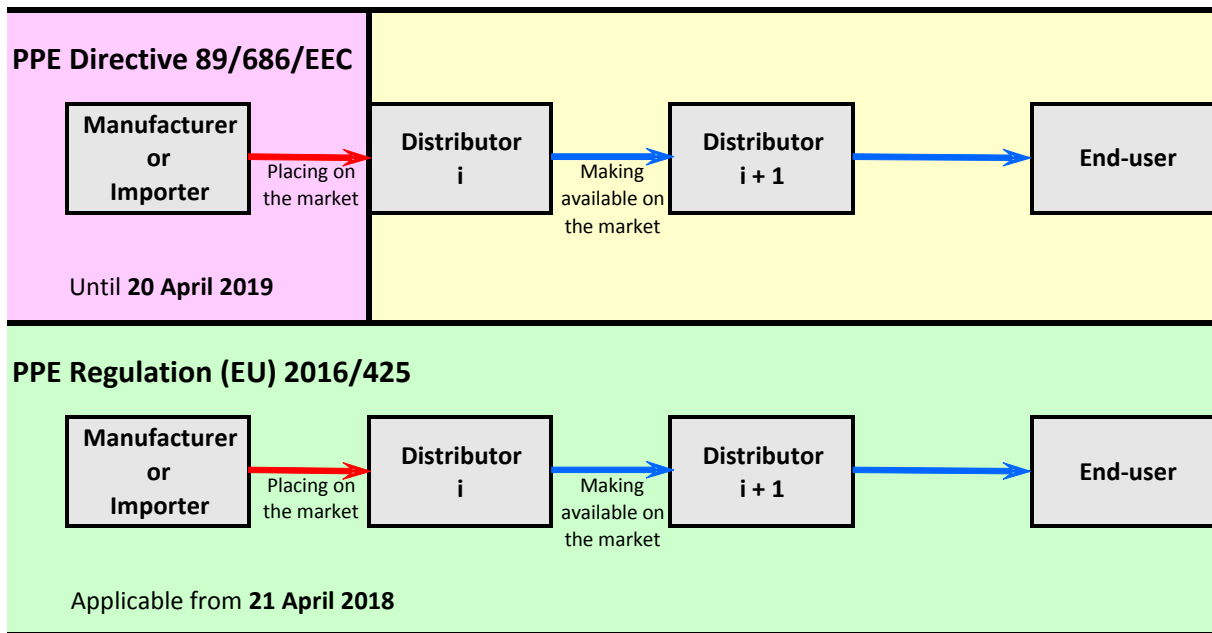 PPE Directive 89/686/EEC
Manufacturer
or
Importer
Placing on
the market
Distributor
i
Making
available on
the market
Distributor
i + 1
End-user
Until 20 April 2019
PPE Regulation (EU) 2016/425
Manufacturer
or
Importer
Placing on
the market
Distributor
i
Making
available on
the market
Distributor
i + 1
End-user
Applicable from 21 April 2018